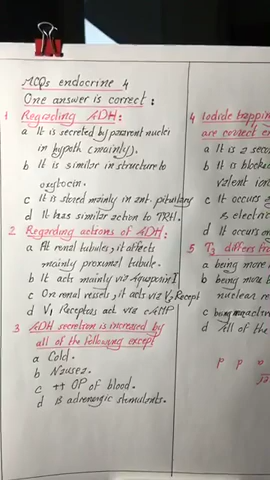 MCQs endocrine 4
One answer is correct:
1 Regarding ADH:
a It is secreted by paravent nuclei
in hypoth (mainly).
b It is similar in structure to
oxytocin.
c It is stored mainly in ant. pituitary
d It has similar action to TRH.
2 Regarding actions of ADH:
a At renal tubules, it affects
mainly proximal tubule.
b It acts mainly via Aquaporin I
c On renal vessels, it acts via V2 Recept
d V1 Receptors act via cAMP
3 ADH secretion is increased by
all of the following except
a Cold.
b Nausea.
c ++ OP of blood.
d B adrenergic stimulants.
4 Iodide trappin
are correct e
a It is 2 seco
b It is blocke
valent ion
c It occurs a
is electri
d It occurs
5 T3 differs fro
a being more
b being more
nuclear re
c being more active
d All of the
P P